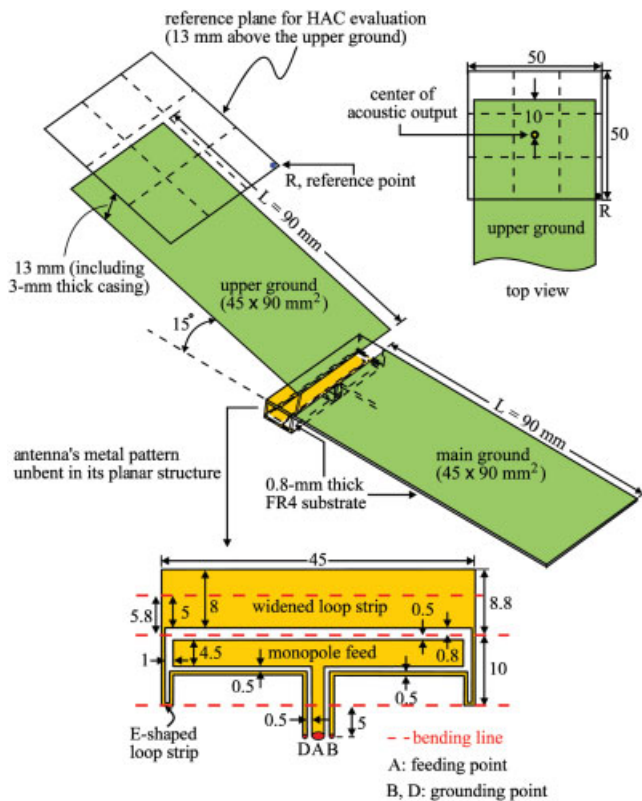 reference plane for HAC evaluation
(13 mm above the upper ground)
50
center of
acoustic output
10
50
R, reference point
R
L = 90 mm
upper ground
13 mm (including
3-mm thick casing)
upper ground
(45 x 90 mm²)
top view
15°
L = 90 mm
antenna's metal pattern
unbent in its planar structure
main ground
(45 x 90 mm²)
0.8-mm thick
FR4 substrate
45
5.8
5
8
widened loop strip
0.5
8.8
1
4.5
monopole feed
0.8
10
0.5
0.5
0.5
5
E-shaped
loop strip
D A B
bending line
A: feeding point
B, D: grounding point